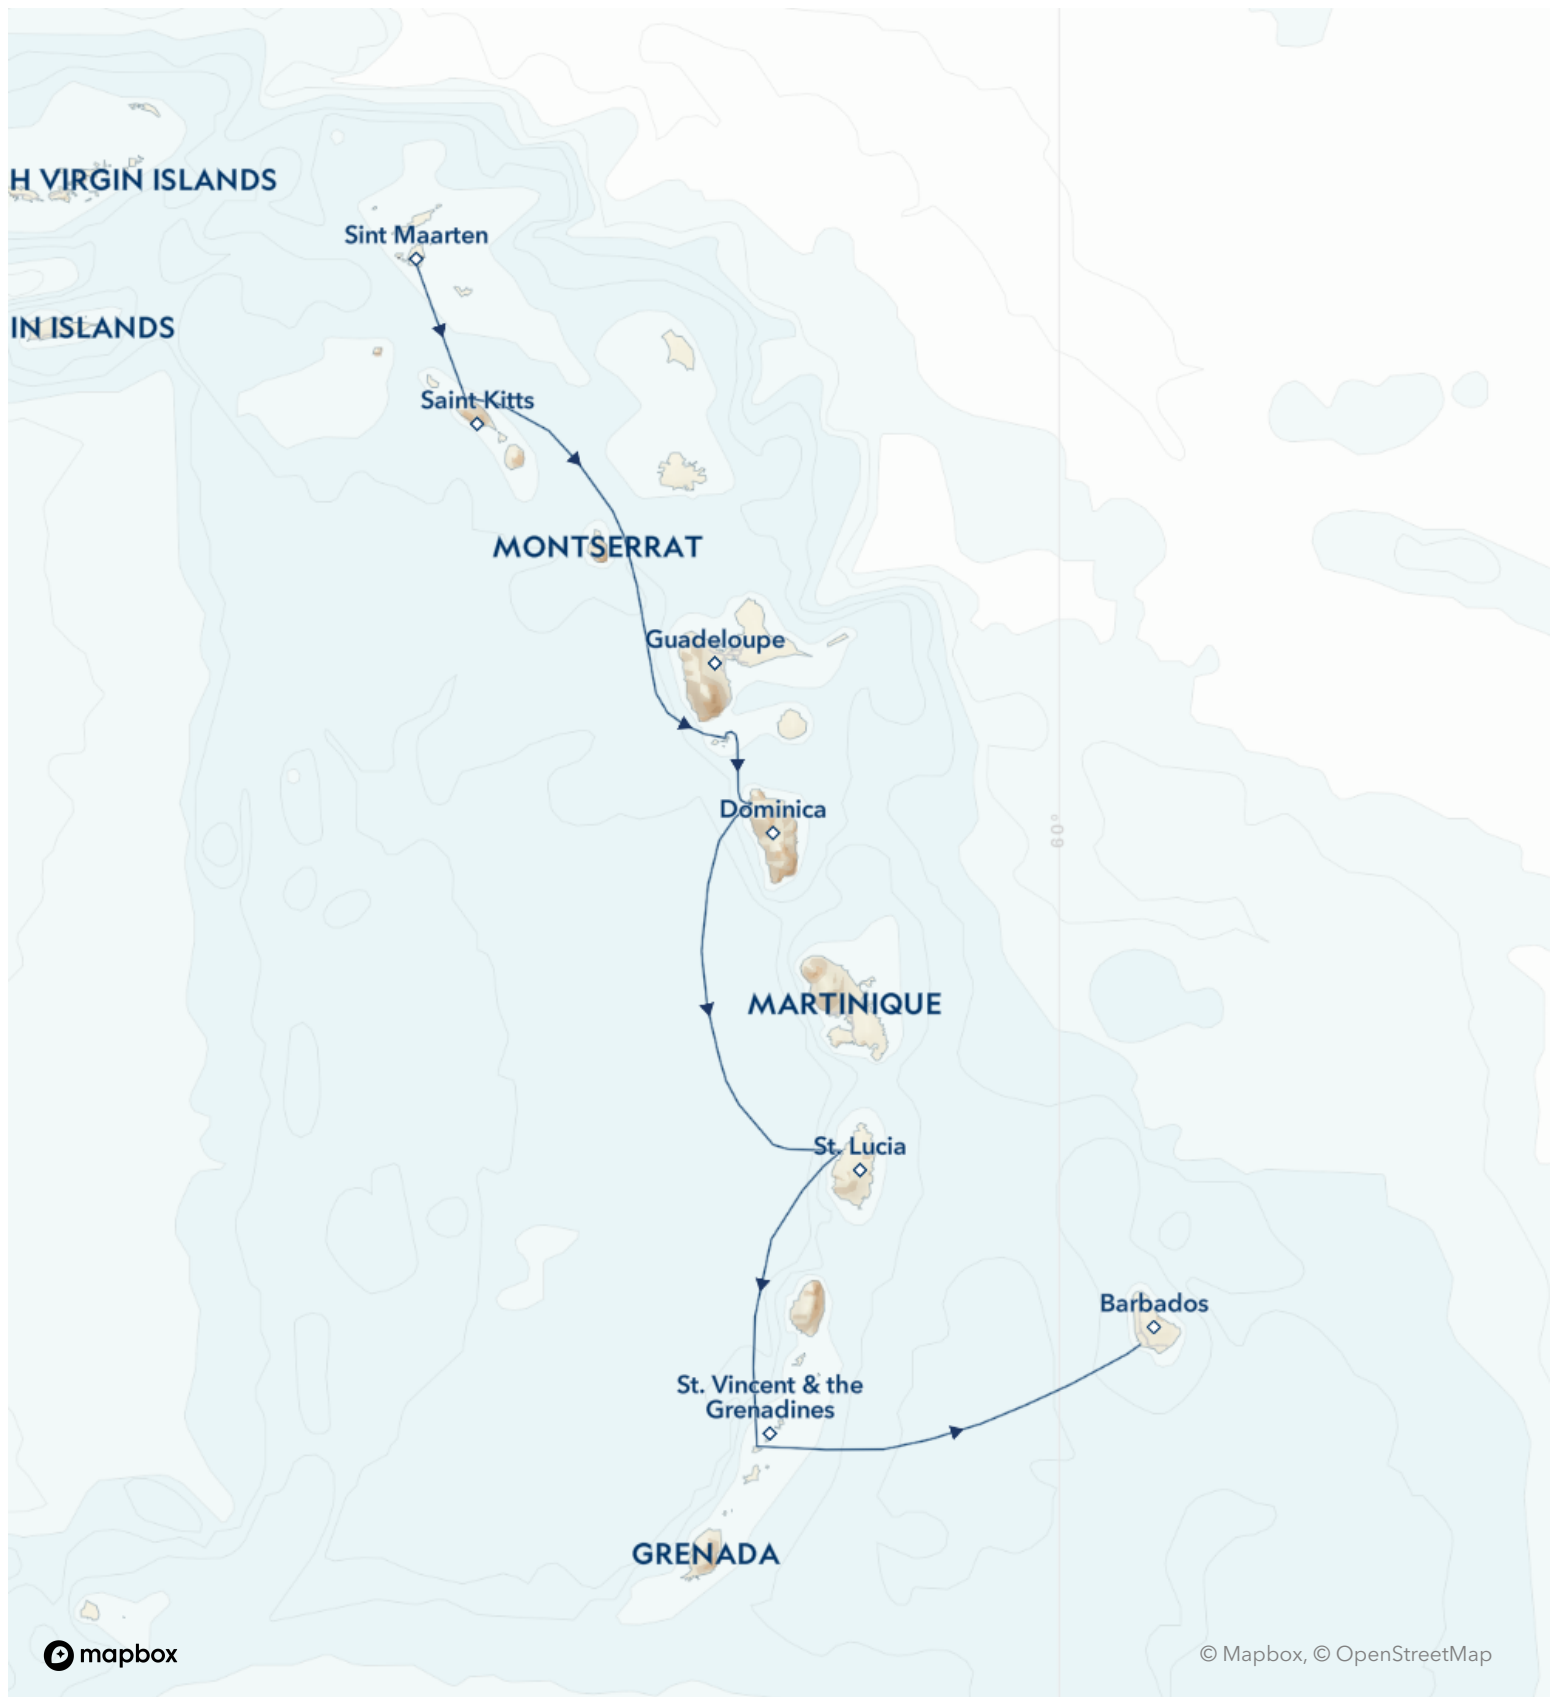 H VIRGIN ISLANDS
Sint Maarten
IN ISLANDS
Saint Kitts
MONTSERRAT
Guadeloupe
Dominica
60°
MARTINIQUE
St. Lucia
Barbados
St. Vincent & the
Grenadines
GRENADA
mapbox
© Mapbox, © OpenStreetMap